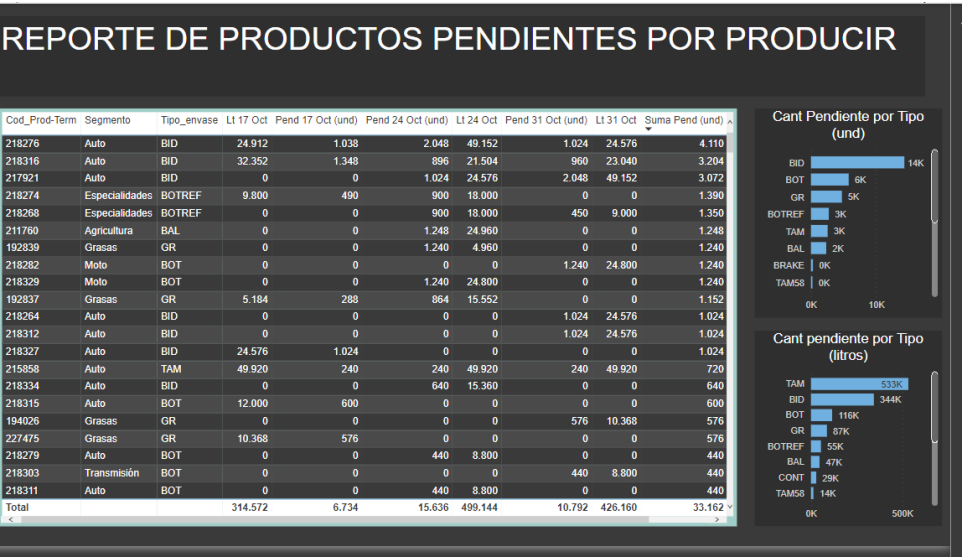 REPORTE DE PRODUCTOS PENDIENTES POR PRODUCIR
Cod_Prod-Term Segmento Tipo_envase Lt 17 Oct Pend 17 Oct (und) Pend 24 Oct (und) Lt 24 Oct Pend 31 Oct (und) Lt 31 Oct Suma Pend (und)
218276 Auto BID 24.912 1.038 2.048 49.152 1.024 24.576 4.110
218316 Auto BID 32.352 1.348 896 21.504 960 23.040 3.204
217921 Auto BID 0 0 1.024 24.576 2.048 49.152 3.072
218274 Especialidades BOTREF 9.800 490 900 18.000 0 0 1.390
218268 Especialidades BOTREF 0 0 900 18.000 450 9.000 1.350
211760 Agricultura BAL 0 0 1.248 24.960 0 0 1.248
192839 Grasas GR 0 0 1.240 4.960 0 0 1.240
218282 Moto BOT 0 0 0 0 1.240 24.800 1.240
218329 Moto BOT 0 0 1.240 24.800 0 0 1.240
192837 Grasas GR 5.184 288 864 15.552 0 0 1.152
218264 Auto BID 0 0 0 0 1.024 24.576 1.024
218312 Auto BID 0 0 0 0 1.024 24.576 1.024
218327 Auto BID 24.576 1.024 0 0 0 0 1.024
215858 Auto TAM 49.920 240 240 49.920 240 49.920 720
218334 Auto BID 0 0 640 15.360 0 0 640
218315 Auto BOT 12.000 600 0 0 0 0 600
194026 Grasas GR 0 0 0 0 576 10.368 576
227475 Grasas GR 10.368 576 0 0 0 0 576
218279 Auto BOT 0 0 440 8.800 0 0 440
218303 Transmisión BOT 0 0 0 0 440 8.800 440
218311 Auto BOT 0 0 440 8.800 0 0 440
Total 314.572 6.734 15.636 499.144 10.792 426.160 33.162
Cant Pendiente por Tipo
(und)
BID 14K
BOT 6K
GR 5K
BOTREF 3K
TAM 3K
BAL 2K
BRAKE 0K
TAM58 0K
0K 10K
Cant pendiente por Tipo
(litros)
TAM 533K
BID 344K
BOT 116K
GR 87K
BOTREF 55K
BAL 47K
CONT 29K
TAM58 14K
0K 500K